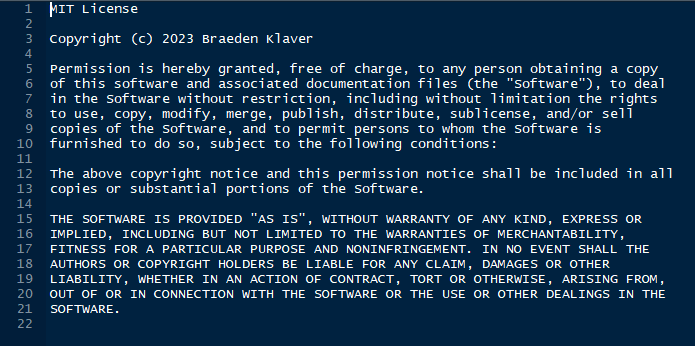 1 MIT License
2
3 Copyright (c) 2023 Braeden Klaver
4
5 Permission is hereby granted, free of charge, to any person obtaining a copy
6 of this software and associated documentation files (the "Software"), to deal
7 in the Software without restriction, including without limitation the rights
8 to use, copy, modify, merge, publish, distribute, sublicense, and/or sell
9 copies of the Software, and to permit persons to whom the Software is
10 furnished to do so, subject to the following conditions:
11
12 The above copyright notice and this permission notice shall be included in all
13 copies or substantial portions of the Software.
14
15 THE SOFTWARE IS PROVIDED "AS IS", WITHOUT WARRANTY OF ANY KIND, EXPRESS OR
16 IMPLIED, INCLUDING BUT NOT LIMITED TO THE WARRANTIES OF MERCHANTABILITY,
17 FITNESS FOR A PARTICULAR PURPOSE AND NONINFRINGEMENT. IN NO EVENT SHALL THE
18 AUTHORS OR COPYRIGHT HOLDERS BE LIABLE FOR ANY CLAIM, DAMAGES OR OTHER
19 LIABILITY, WHETHER IN AN ACTION OF CONTRACT, TORT OR OTHERWISE, ARISING FROM,
20 OUT OF OR IN CONNECTION WITH THE SOFTWARE OR THE USE OR OTHER DEALINGS IN THE
21 SOFTWARE.
22